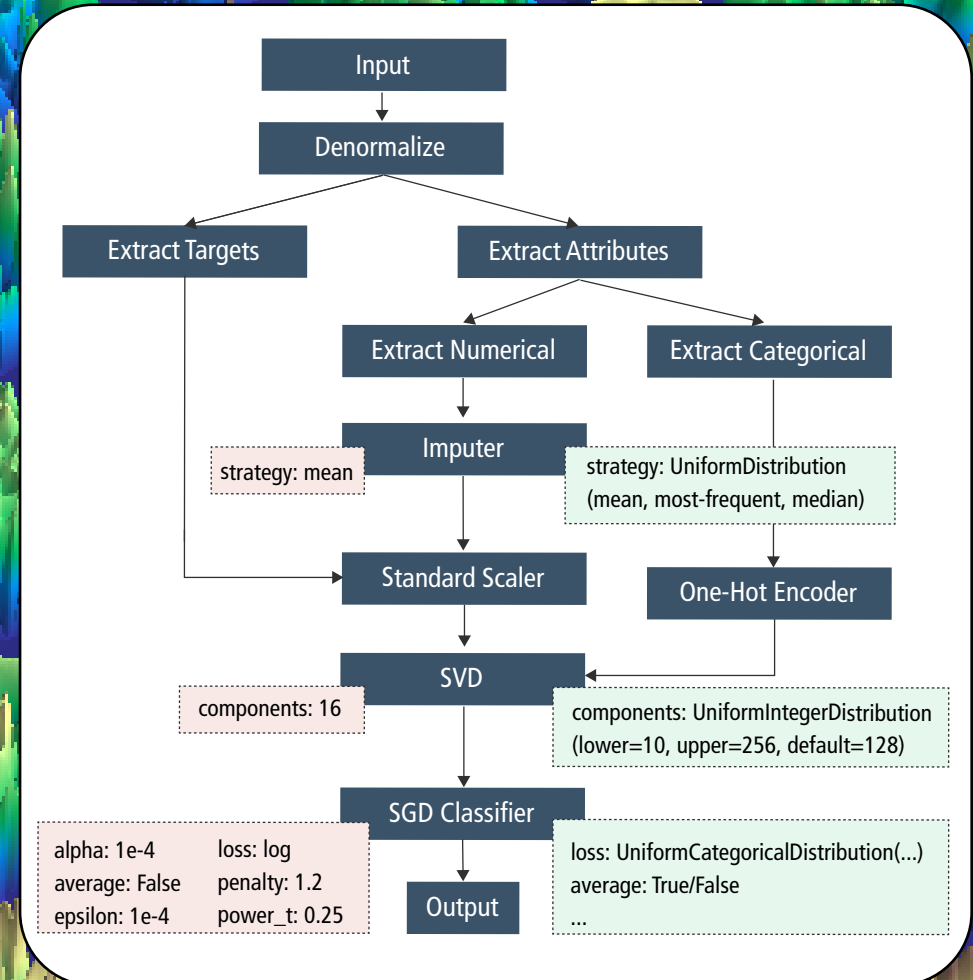 Input
Denormalize
Extract Targets
Extract Attributes
Extract Numerical
Extract Categorical
Imputer
strategy: mean
strategy: UniformDistribution
(mean, most-frequent, median)
Standard Scaler
One-Hot Encoder
SVD
components: 16
components: UniformIntegerDistribution
(lower=10, upper=256, default=128)
SGD Classifier
alpha: 1e-4 loss: log
average: False penalty: 1.2
epsilon: 1e-4 power_t: 0.25
loss: UniformCategoricalDistribution(...)
average: True/False
...
Output